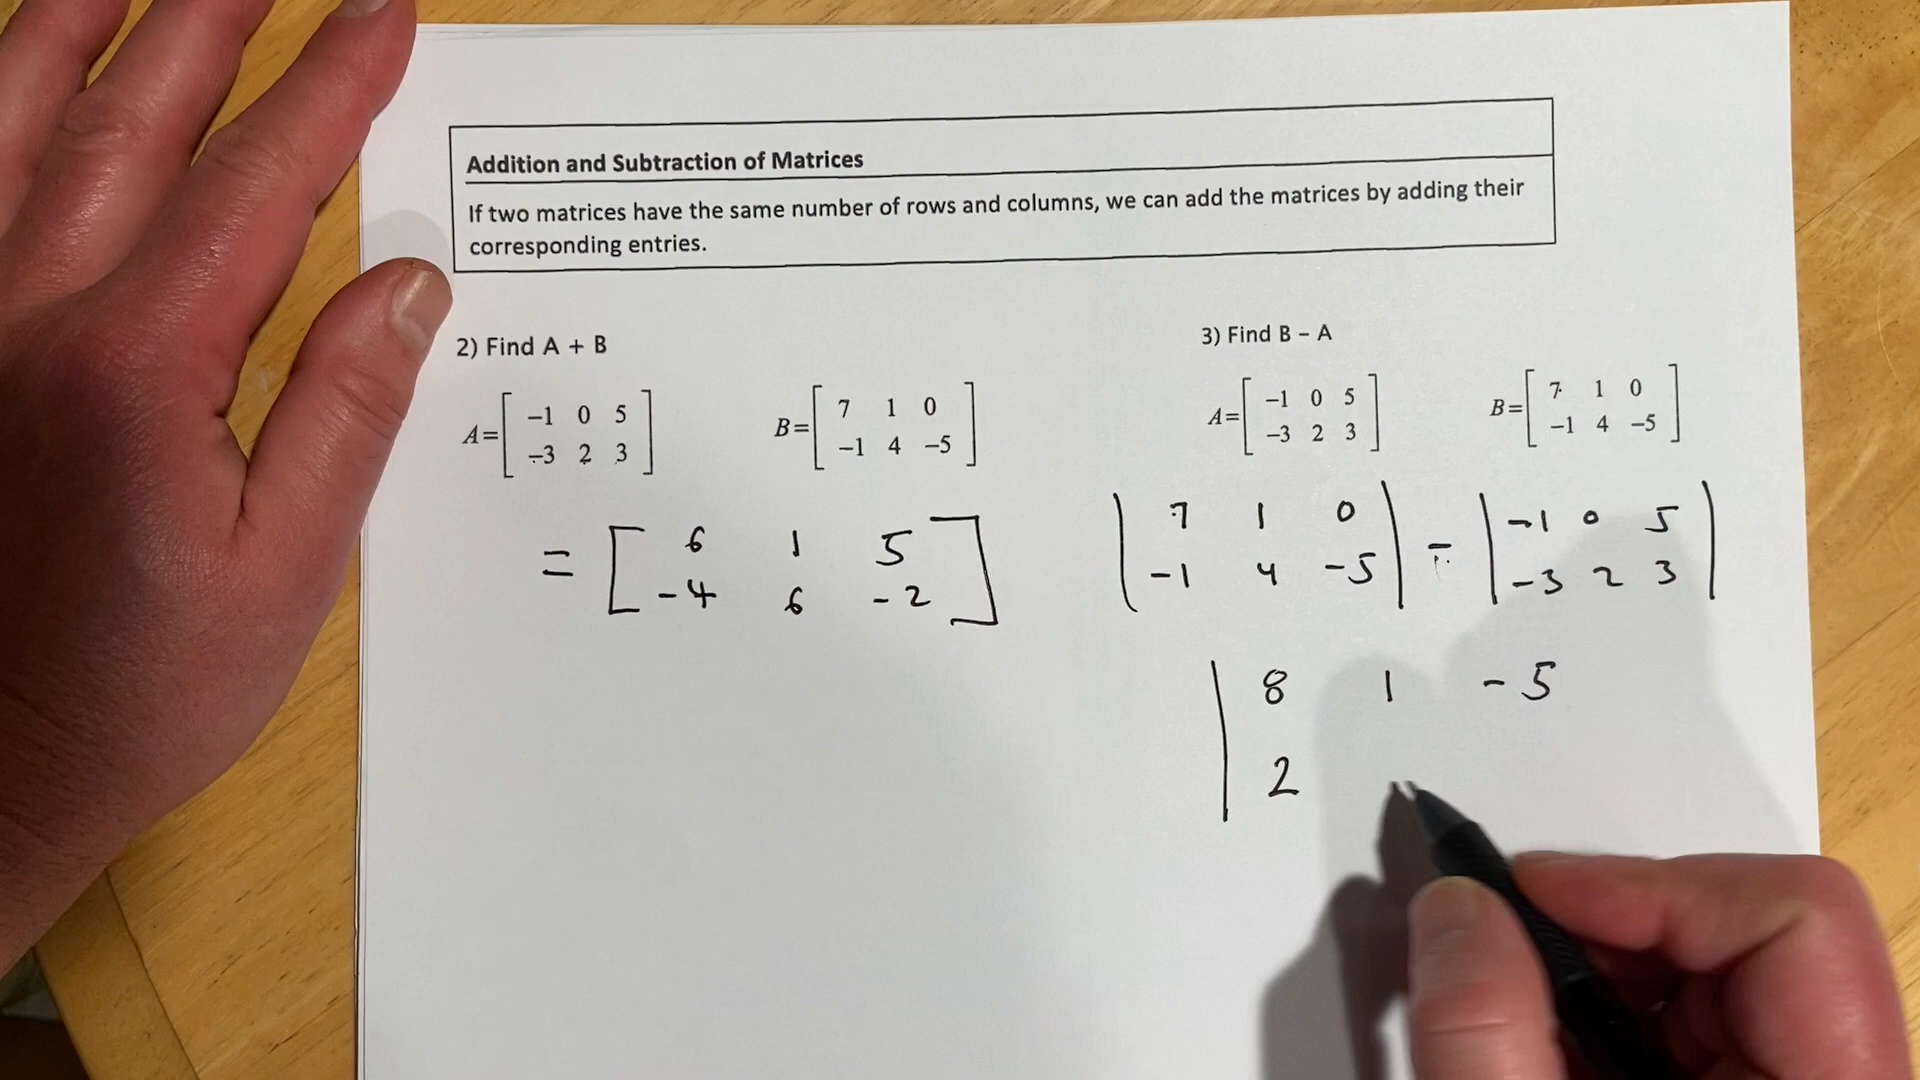 Addition and Subtraction of Matrices
If two matrices have the same number of rows and columns, we can add the matrices by adding their
corresponding entries.
2) Find A + B
A=[ −1 0 5
−3 2 3 ]
B=[ 7 1 0
−1 4 −5 ]
= [ 6 1 5
-4 6 -2 ]
3) Find B − A
A=[ −1 0 5
−3 2 3 ]
B=[ 7 1 0
−1 4 −5 ]
| 7 1 0 | - | -1 0 5 |
| -1 4 -5 | | -3 2 3 |
| 8 1 -5
2